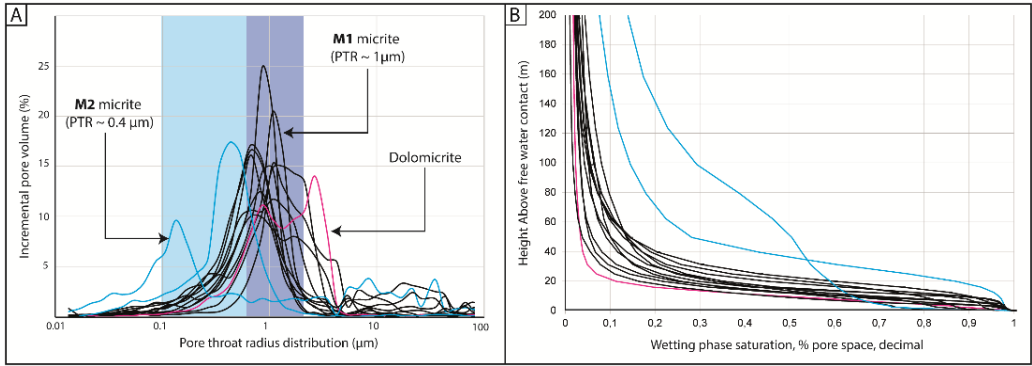 A
M1 micrite
(PTR ~ 1μm)
M2 micrite
(PTR ~ 0.4 μm)
Dolomicrite
Incremental pore volume (%)
25
20
15
10
5
0.01
0.1
1
10
100
Pore throat radius distribution (μm)
B
Height Above free water contact (m)
200
180
160
140
120
100
80
60
40
20
0
0
0,1
0,2
0,3
0,4
0,5
0,6
0,7
0,8
0,9
1
Wetting phase saturation, % pore space, decimal